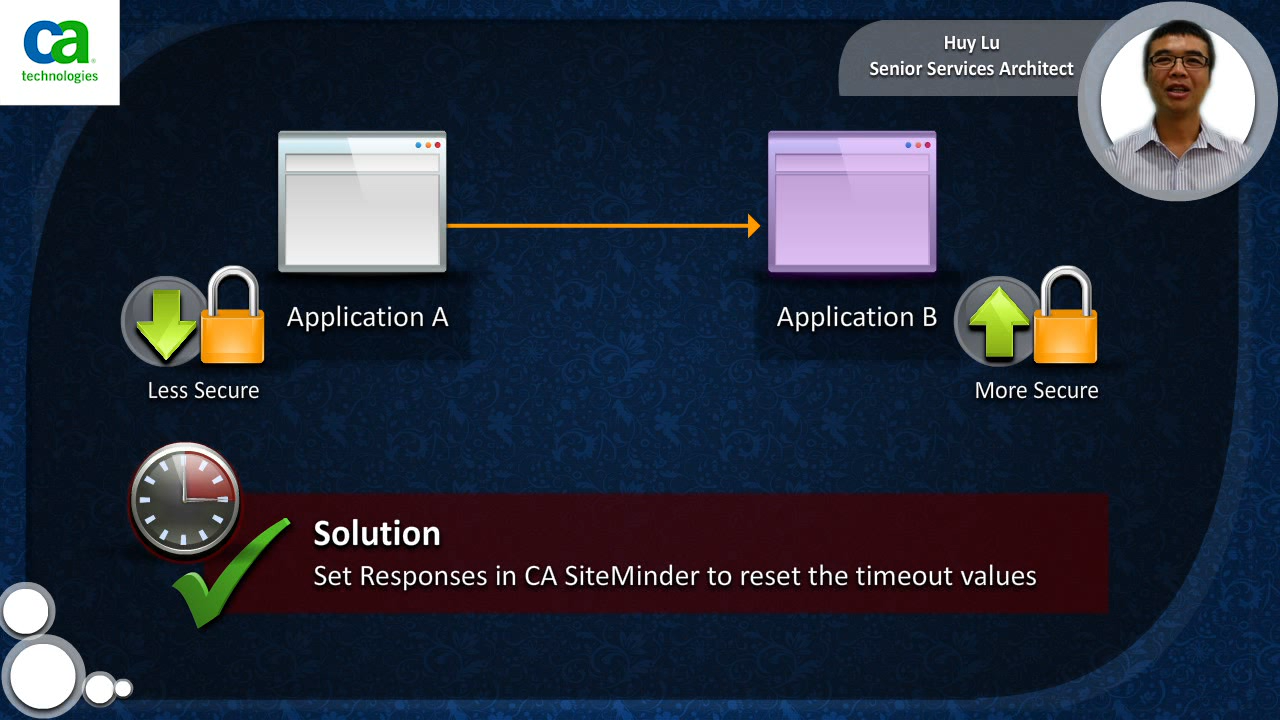 ca
technologies
Huy Lu
Senior Services Architect
Application A
Application B
Less Secure
More Secure
Solution
Set Responses in CA SiteMinder to reset the timeout values